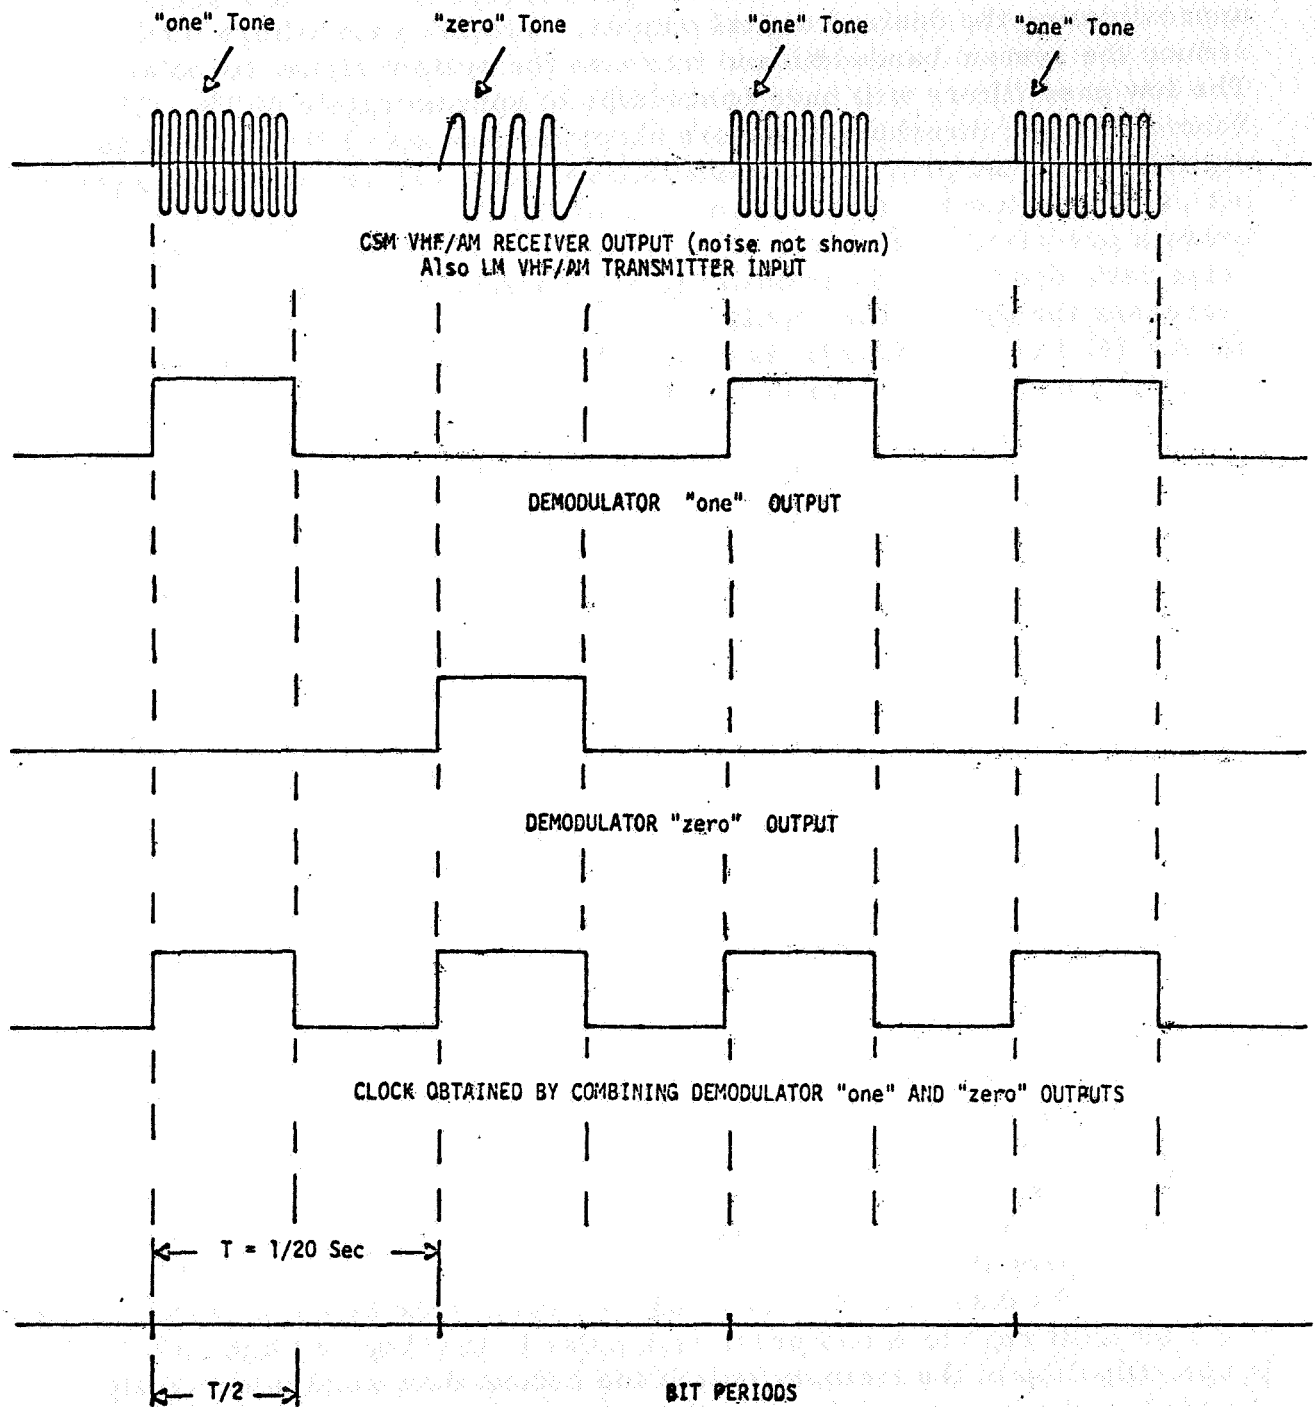 "one" Tone "zero" Tone "one" Tone "one" Tone
CSM VHF/AM RECEIVER OUTPUT (noise not shown)
Also LM VHF/AM TRANSMITTER INPUT
DEMODULATOR "one" OUTPUT
DEMODULATOR "zero" OUTPUT
CLOCK OBTAINED BY COMBINING DEMODULATOR "one" AND "zero" OUTPUTS
T = 1/20 Sec
T/2
BIT PERIODS